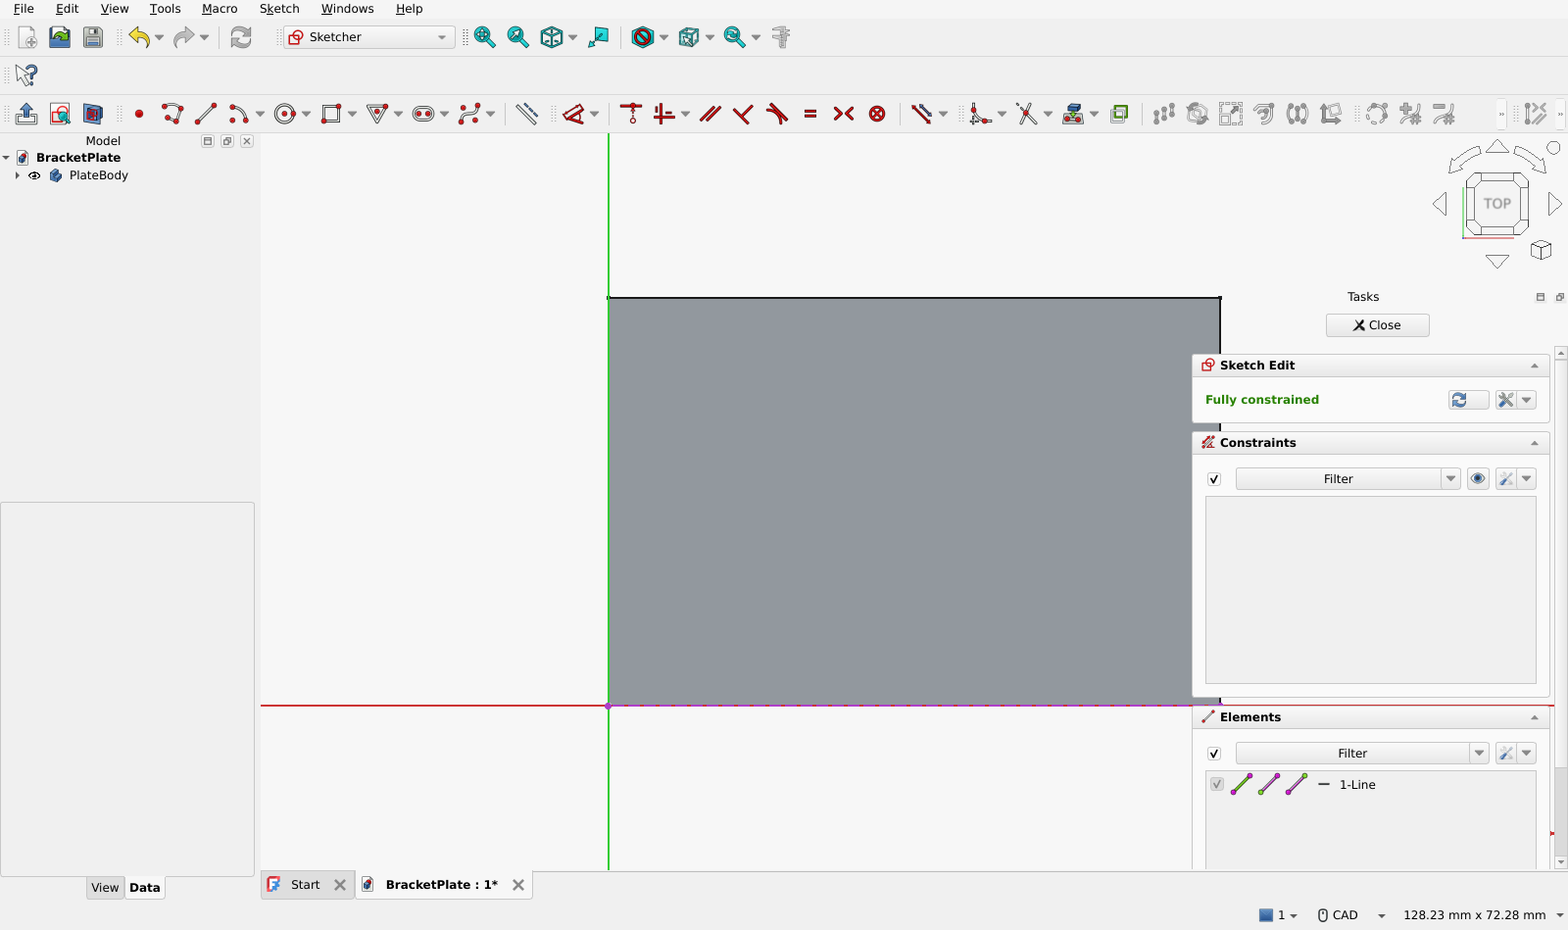 File Edit View Tools Macro Sketch Windows Help
Sketcher
Model
BracketPlate
PlateBody
TOP
Tasks
Close
Sketch Edit
Fully constrained
Constraints
Filter
Elements
Filter
1-Line
View Data
Start BracketPlate : 1*
1 CAD 128.23 mm x 72.28 mm